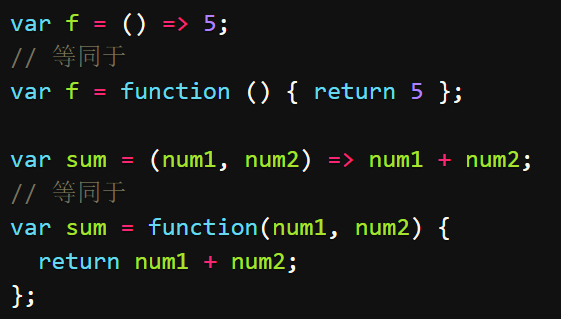 var f = () => 5;
// 等同于
var f = function () { return 5 };
var sum = (num1, num2) => num1 + num2;
// 等同于
var sum = function(num1, num2) {
return num1 + num2;
};